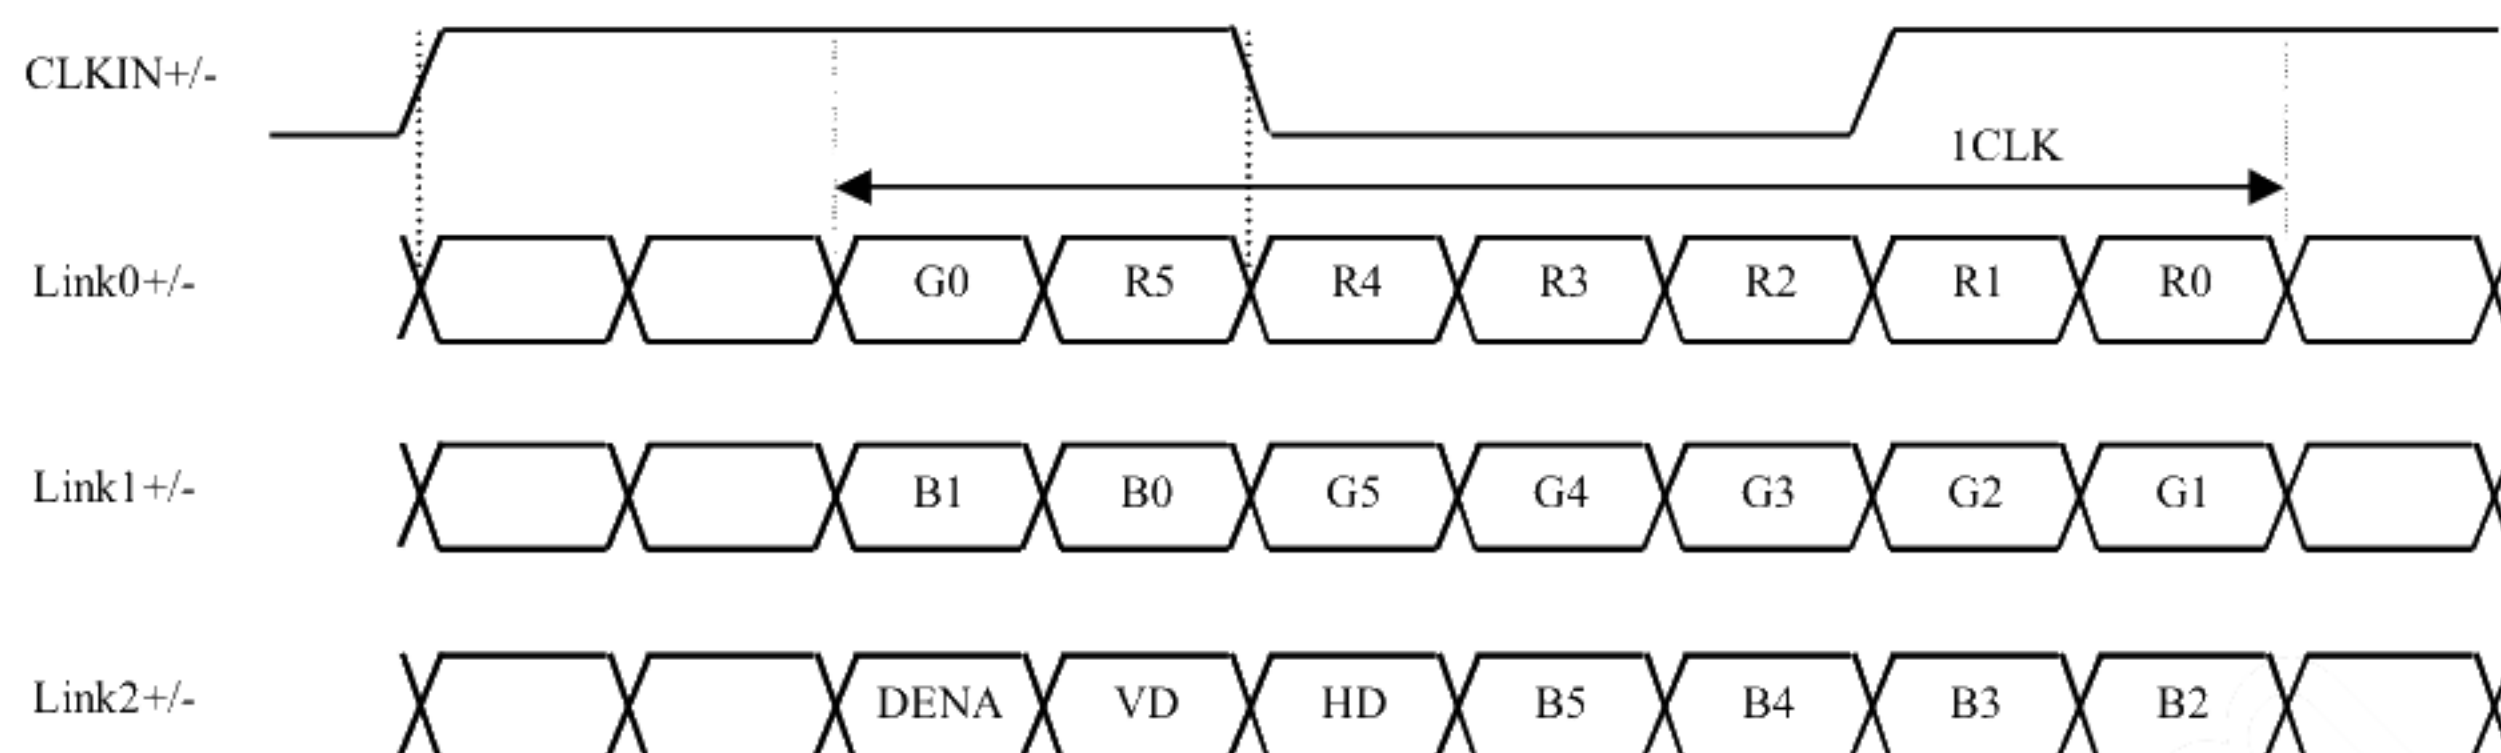 CLKIN+/-
1CLK
Link0+/- G0 R5 R4 R3 R2 R1 R0
Link1+/- B1 B0 G5 G4 G3 G2 G1
Link2+/- DENA VD HD B5 B4 B3 B2